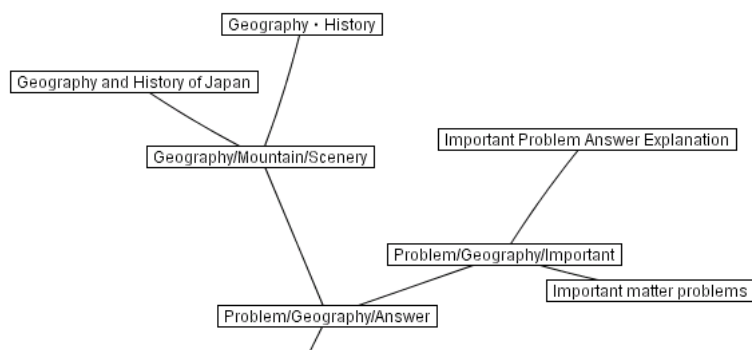 Geography・History
Geography and History of Japan
Important Problem Answer Explanation
Geography/Mountain/Scenery
Problem/Geography/Important
Important matter problems
Problem/Geography/Answer